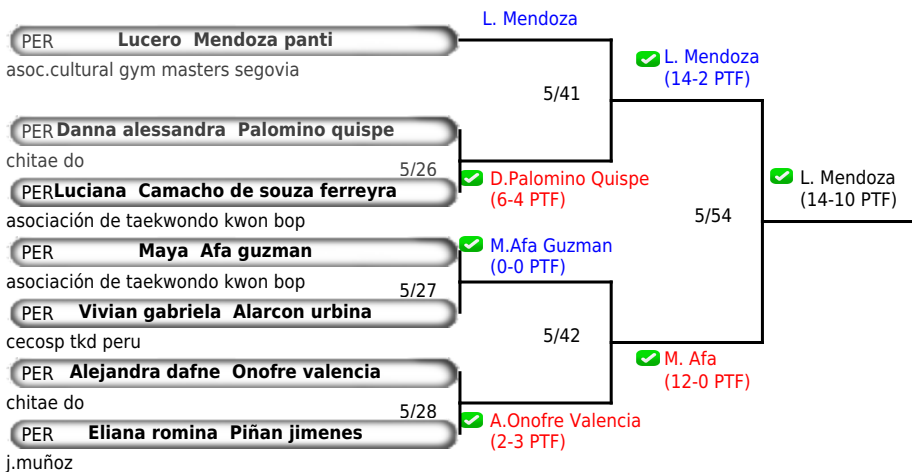 L. Mendoza
PER Lucero Mendoza panti
asoc.cultural gym masters segovia
L. Mendoza
(14-2 PTF)
5/41
PER Danna alessandra Palomino quispe
chitae do
5/26
PER Luciana Camacho de souza ferreyra
asociación de taekwondo kwon bop
D.Palomino Quispe
(6-4 PTF)
L. Mendoza
(14-10 PTF)
5/54
PER Maya Afa guzman
asociación de taekwondo kwon bop
M.Afa Guzman
(0-0 PTF)
5/27
PER Vivian gabriela Alarcon urbina
cecosp tkd peru
5/42
M. Afa
(12-0 PTF)
PER Alejandra dafne Onofre valencia
chitae do
5/28
PER Eliana romina Piñan jimenes
j.muñoz
A.Onofre Valencia
(2-3 PTF)